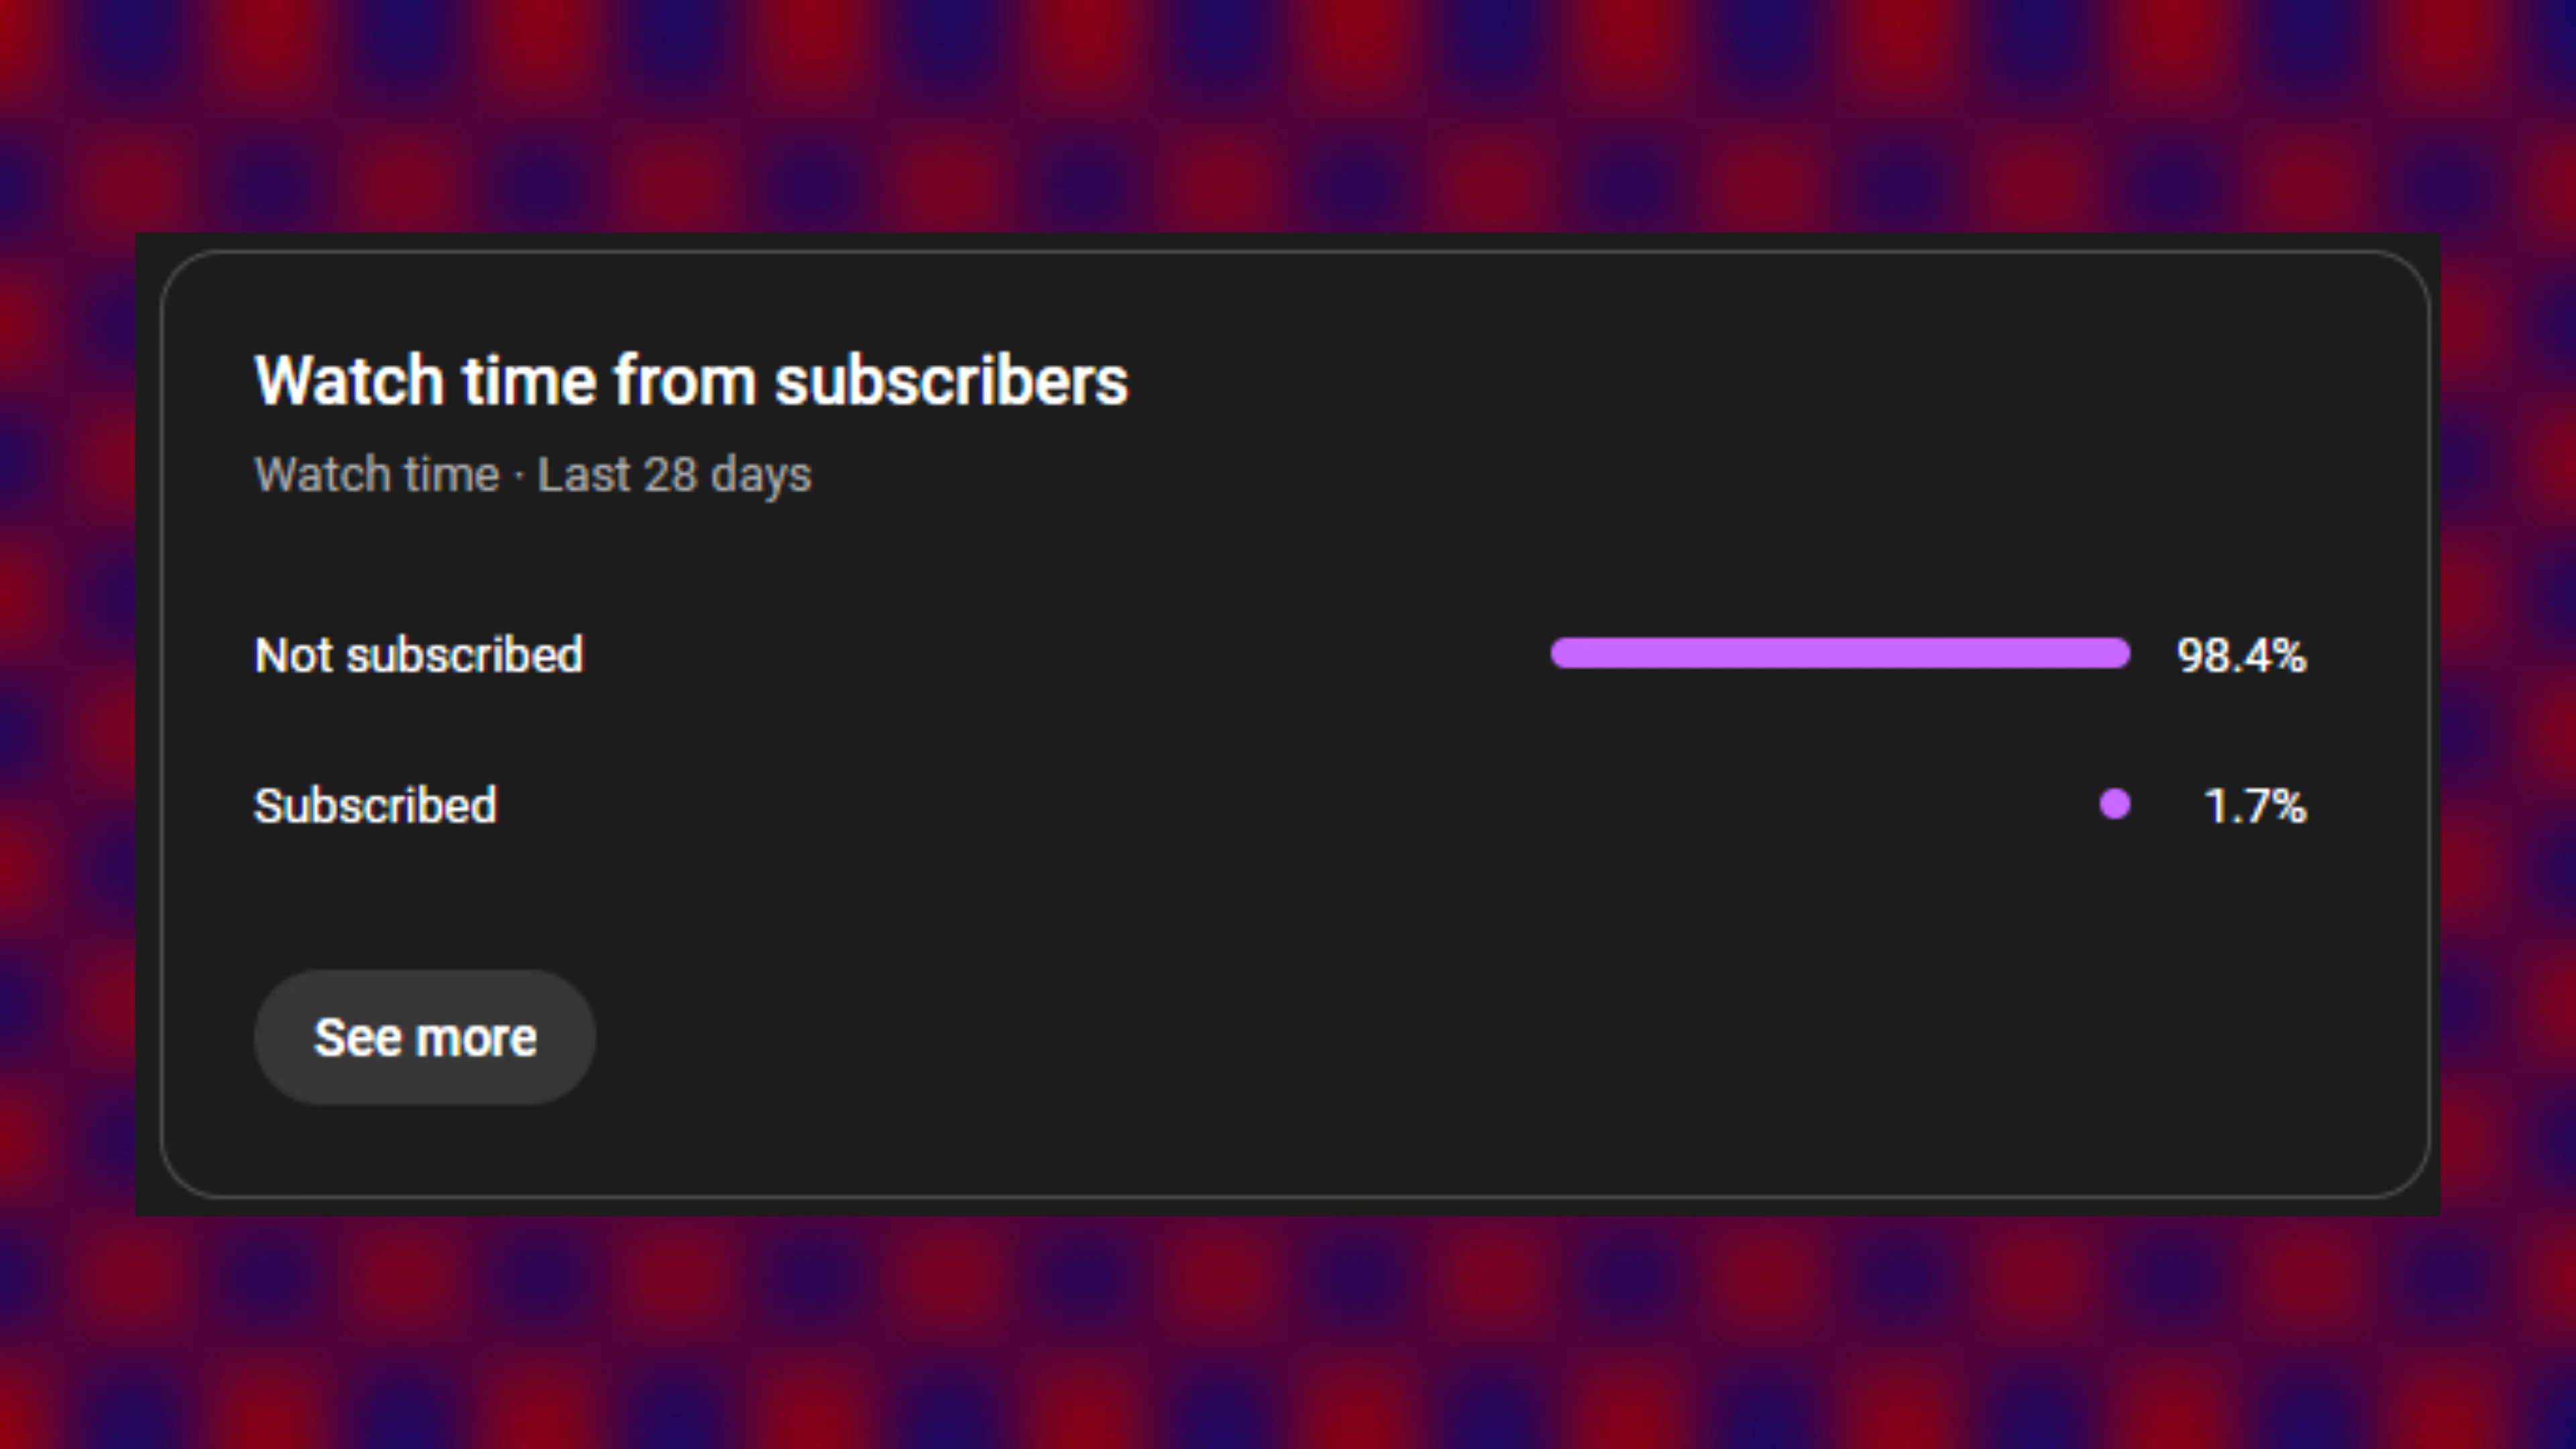 Watch time from subscribers
Watch time · Last 28 days
Not subscribed 98.4%
Subscribed 1.7%
See more